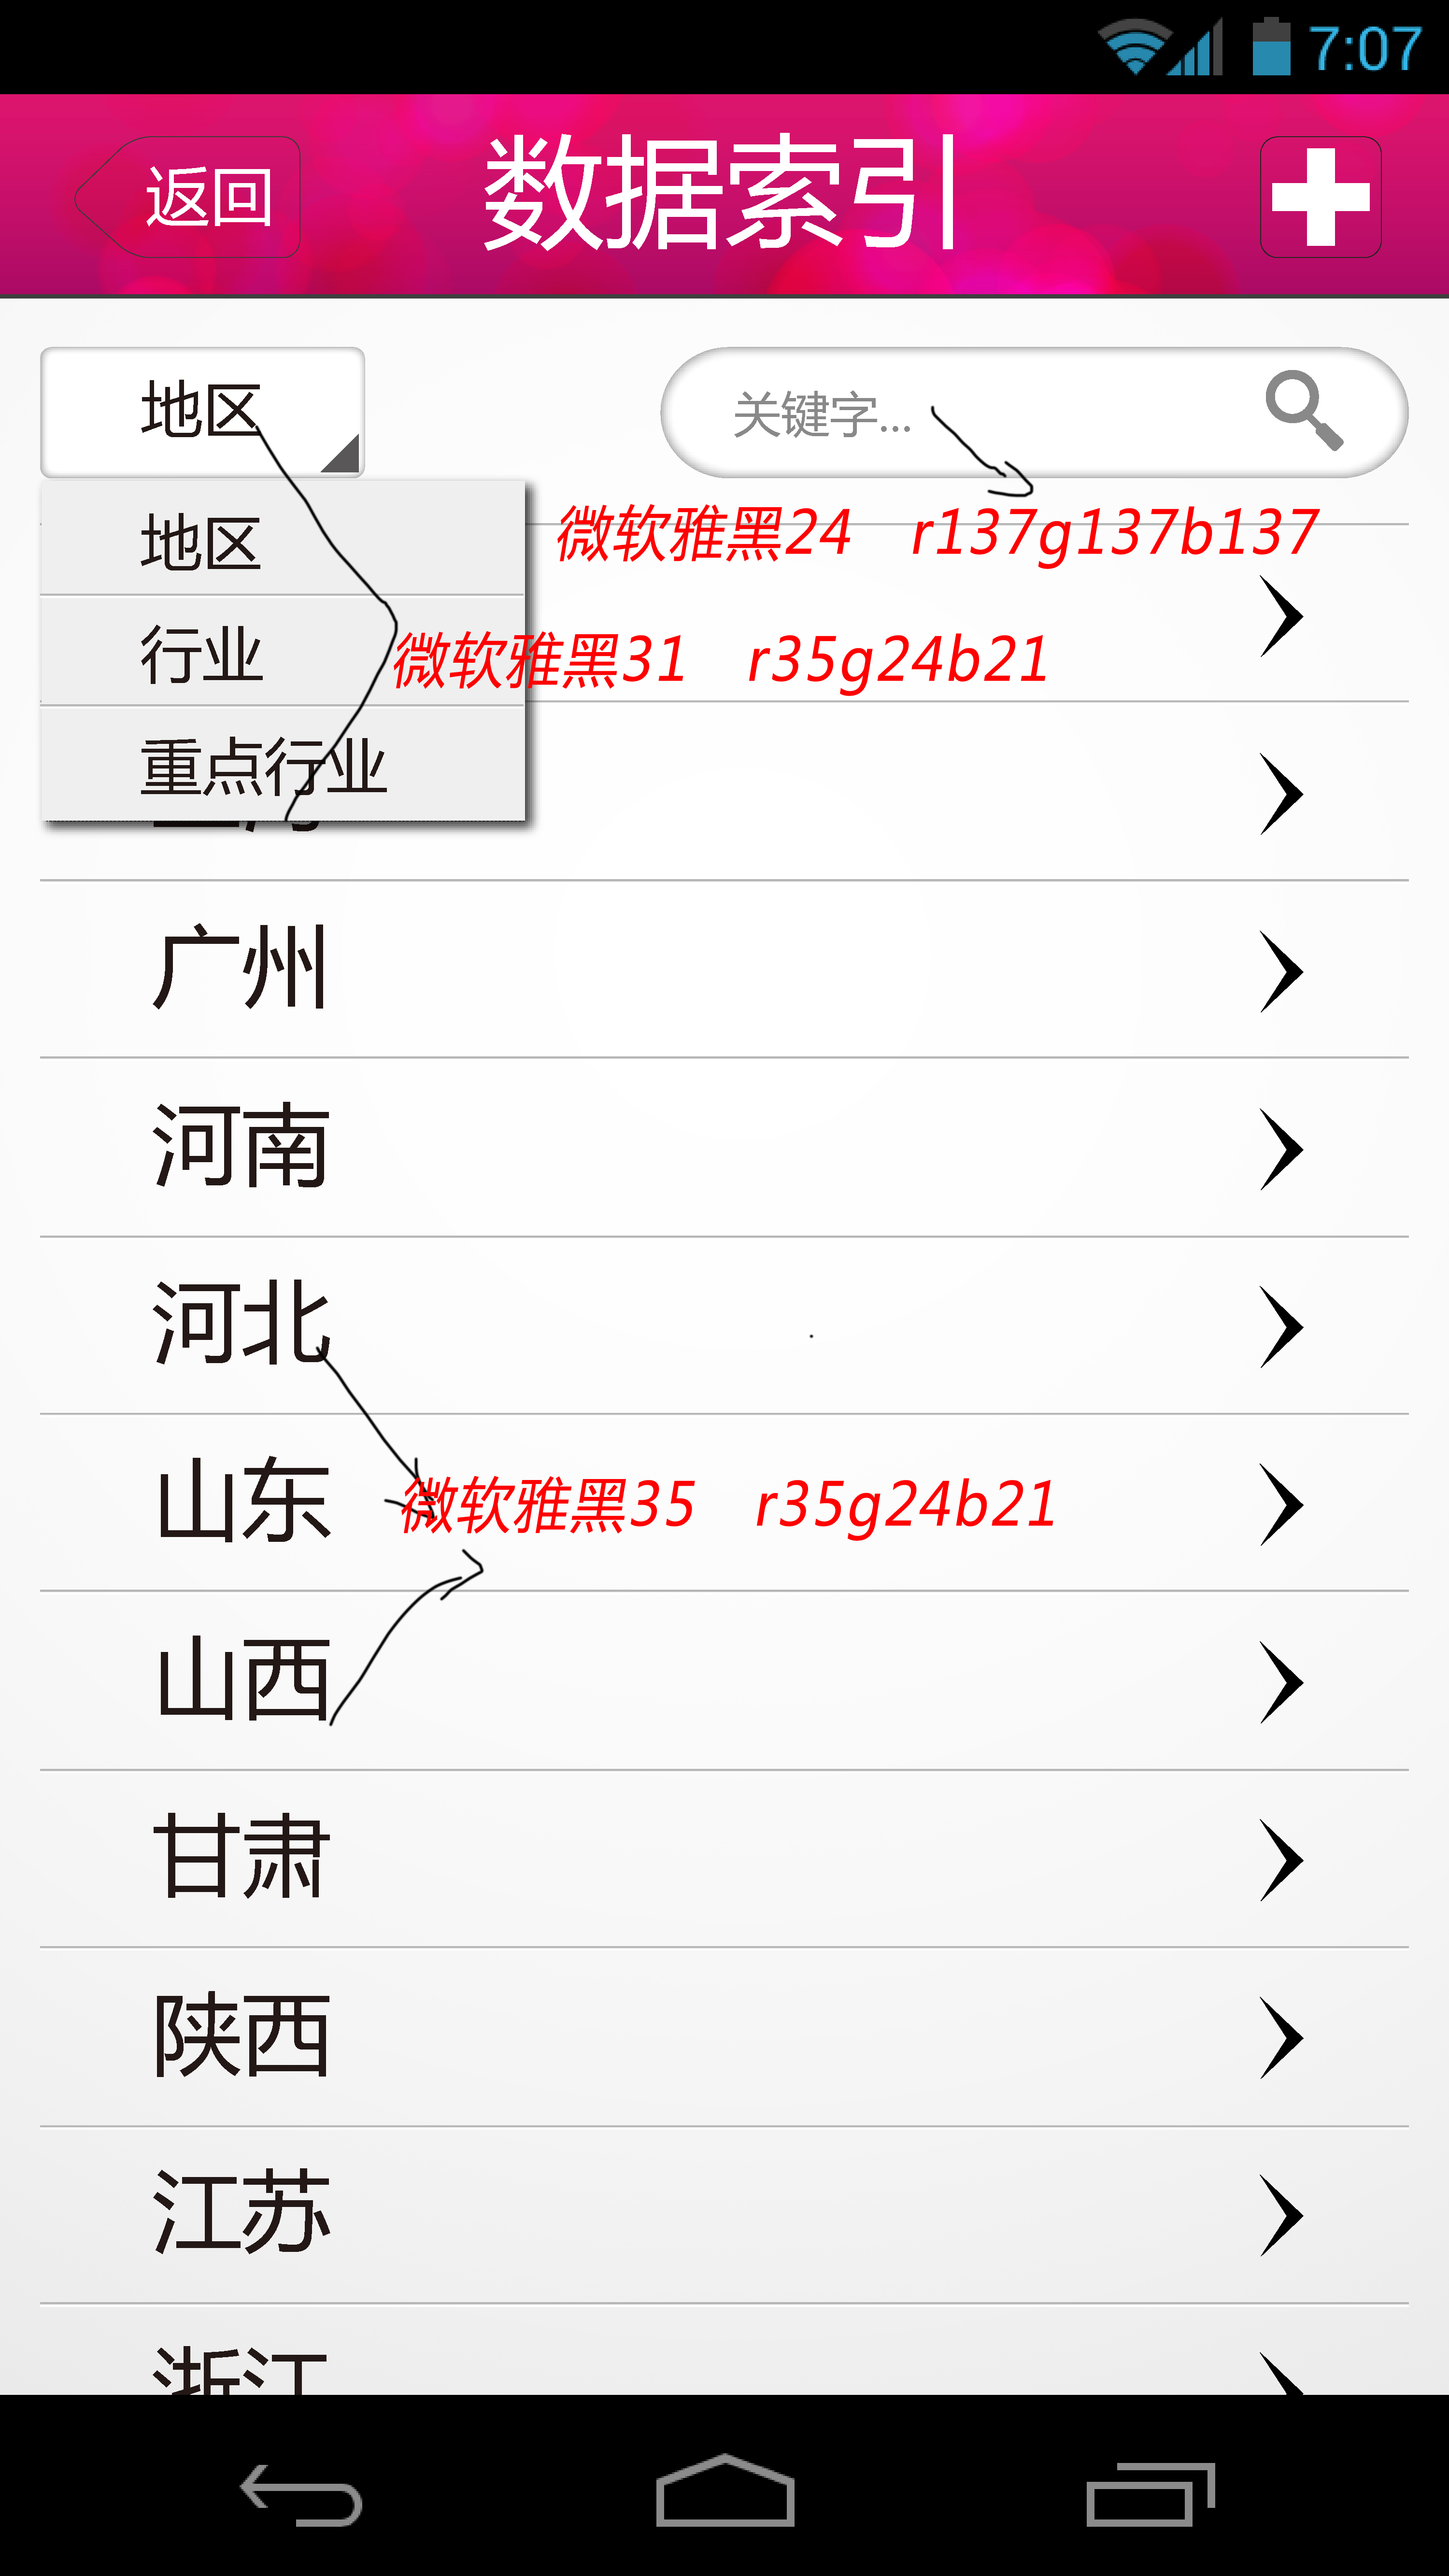 7:07
返回 数据索引
地区 关键字...
地区
微软雅黑24 r137g137b137
行业
微软雅黑31 r35g24b21
重点行业
广州
河南
河北
山东
微软雅黑35 r35g24b21
山西
甘肃
陕西
江苏
浙江